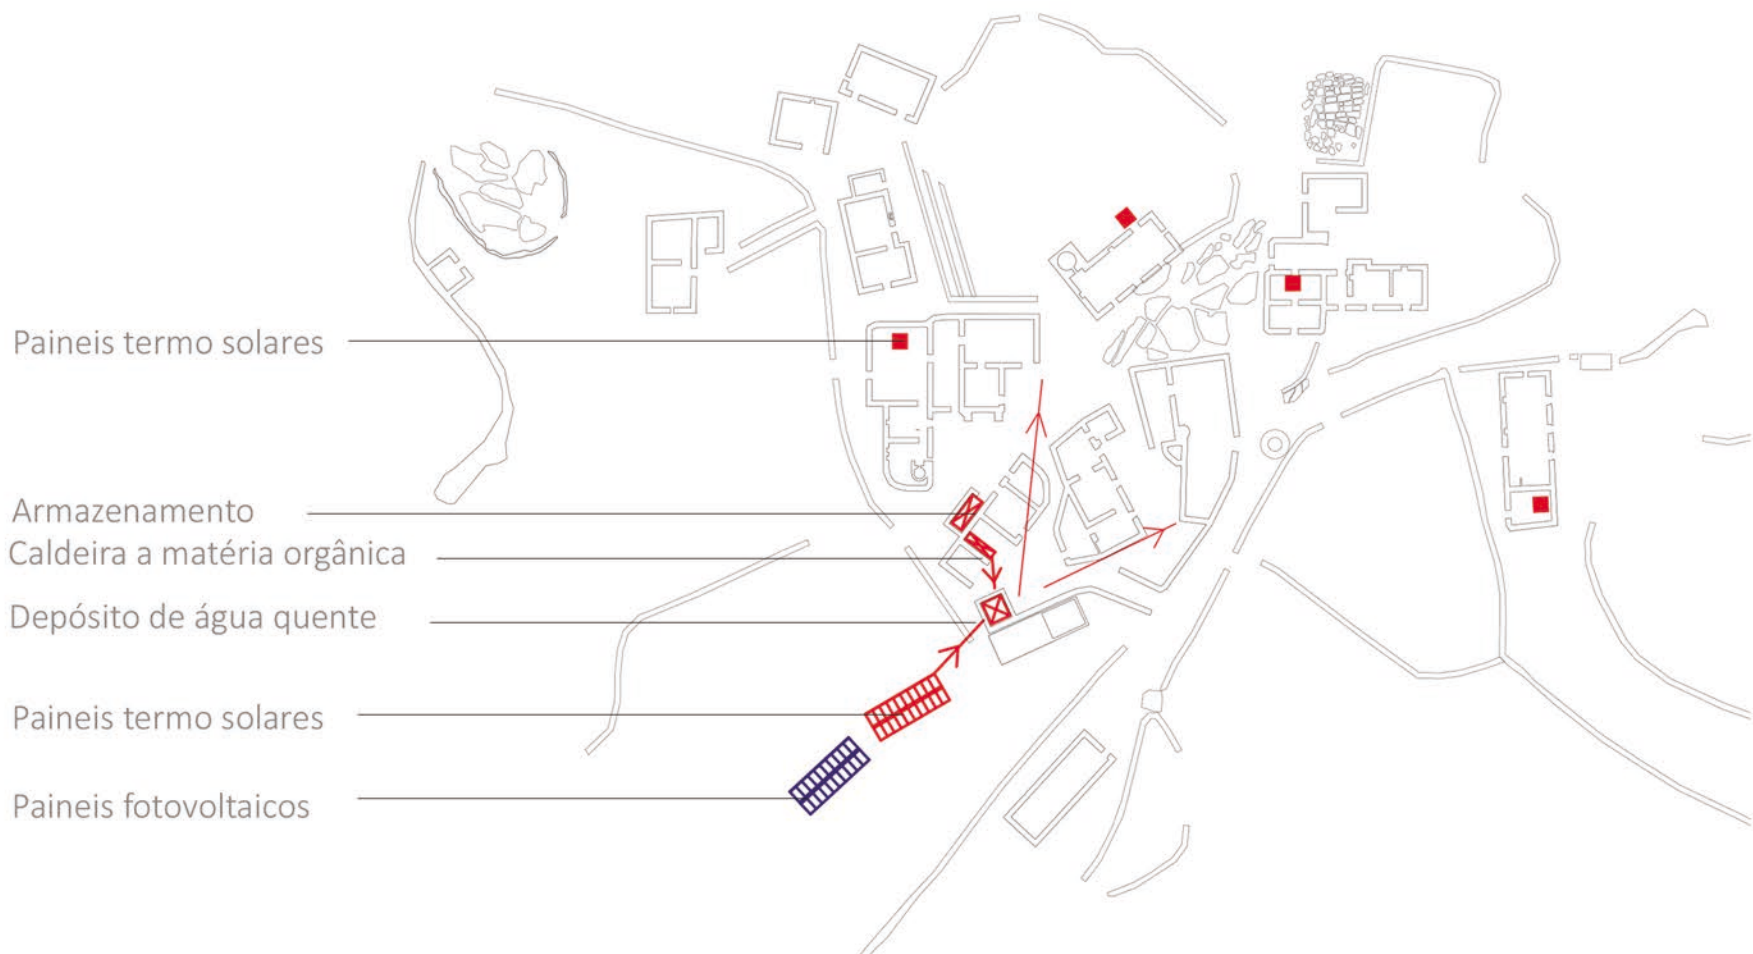 Paineis termo solares
Armazenamento
Caldeira a matéria orgânica
Depósito de água quente
Paineis termo solares
Paineis fotovoltaicos